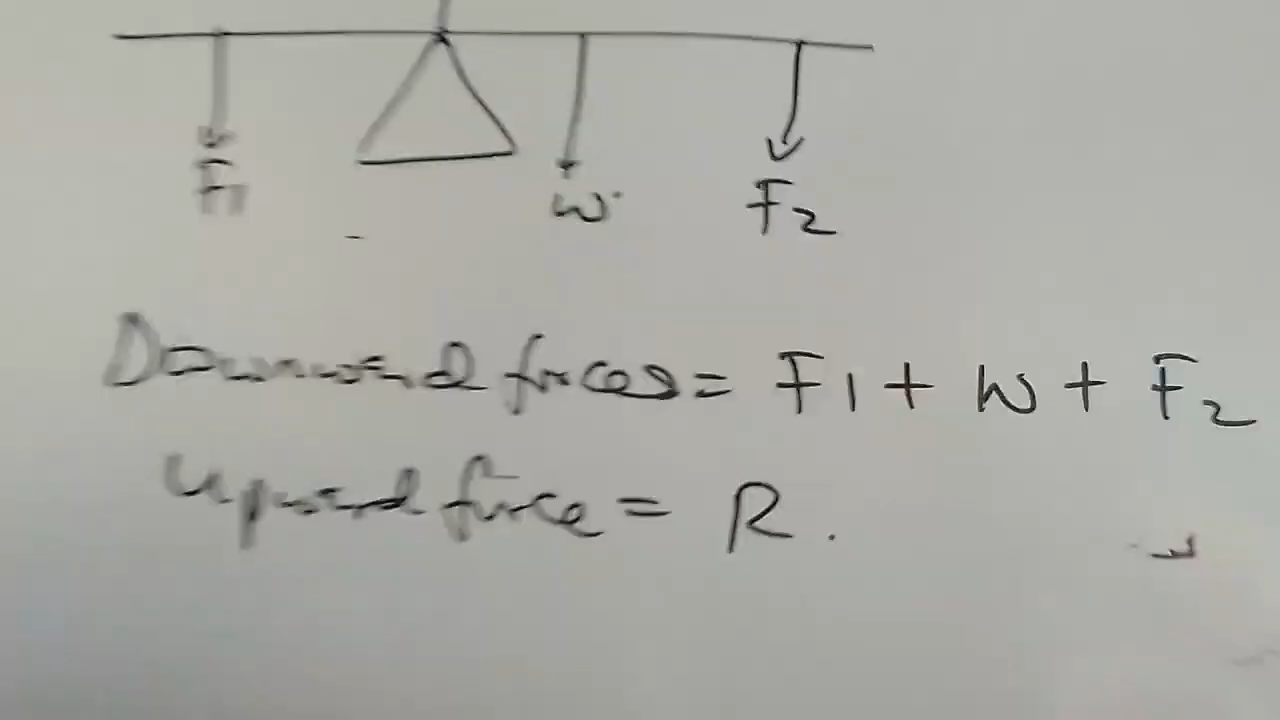 F1 W F2
Downward forces = F1 + W + F2
upward force = R.